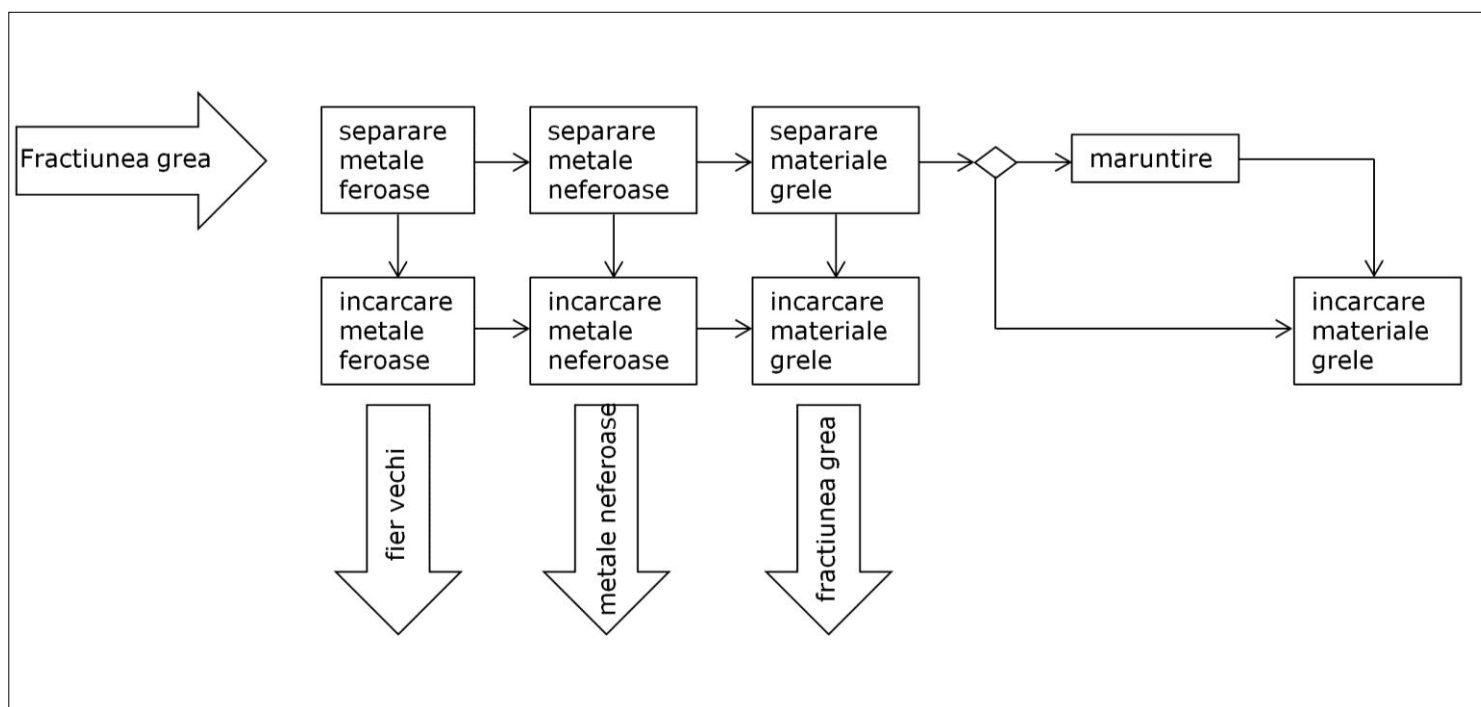 Fractiunea grea
separare
metale
feroase
separare
metale
neferoase
separare
materiale
grele
maruntire
incarcare
metale
feroase
incarcare
metale
neferoase
incarcare
materiale
grele
incarcare
materiale
grele
fier vechi
metale neferoase
fractiunea grea